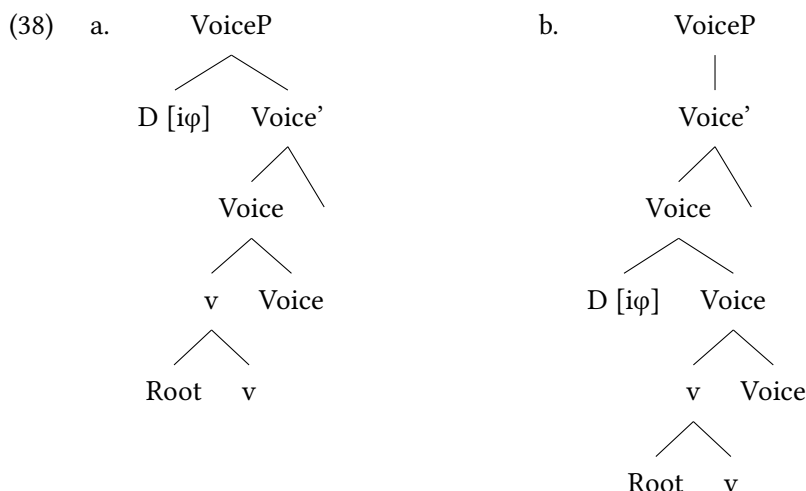 (38) a. VoiceP b. VoiceP
D [iφ] Voice’ Voice’
Voice Voice
v Voice D [iφ] Voice
Root v v Voice
Root v